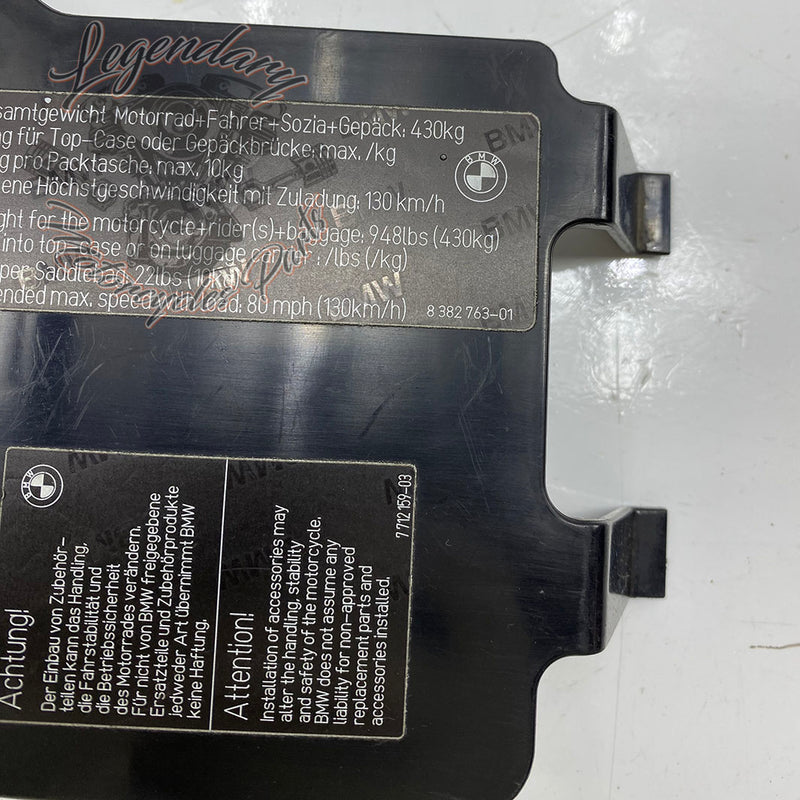 Legendary
Motorcycles Parts
samtgewicht Motorrad+Fahrer+Sozia+Gepäck: 430kg
ng für Top-Case oder Gepäckbrücke: max. /kg
g pro Packtasche: max. 10kg
ene Höchstgeschwindigkeit mit Zuladung: 130 km/h
ght for the motorcycle+rider(s)+baggage: 948lbs (430kg)
into top-case or on luggage carrier: /lbs (/kg)
per Saddlebag: 22lbs (10kg)
ended max. speed with load: 80 mph (130km/h)
8 382 763-01
BMW
Achtung!
Der Einbau von Zubehör-
teilen kann das Handling,
die Fahrstabilität und
die Betriebssicherheit
des Motorrades verändern.
Für nicht von BMW freigegebene
Ersatzteile und Zubehörprodukte
jedweder Art übernimmt BMW
keine Haftung.
Attention!
Installation of accessories may
alter the handling, stability
and safety of the motorcycle.
BMW does not assume any
liability for non-approved
replacement parts and
accessories installed.
7 712 159-03
BMW